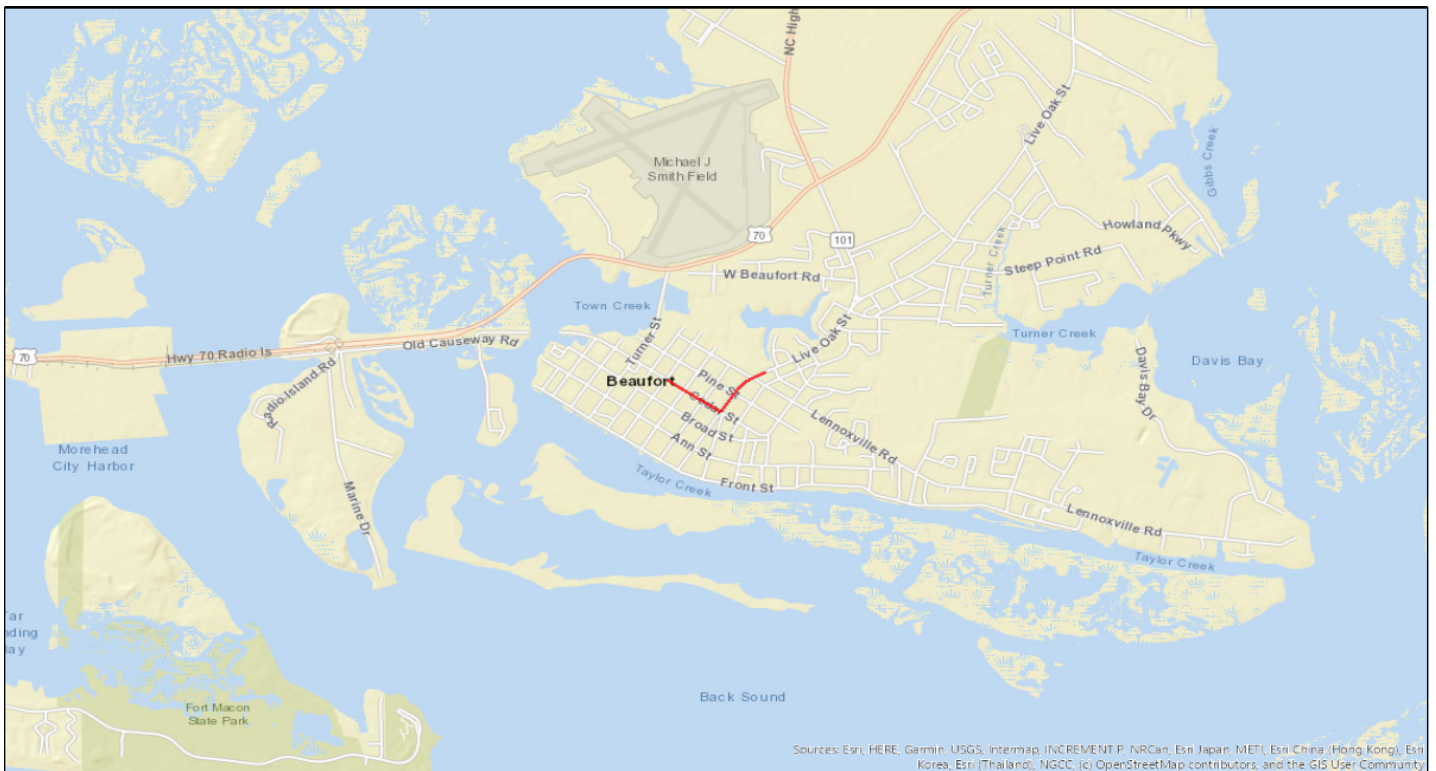 NC High
Live Oak St
Gibbs Creek
Michael J
Smith Field
Howland Pkwy
70
101
Turner Creek
Steep Point Rd
W Beaufort Rd
Town Creek
Turner St
Live Oak St
Turner Creek
Old Causeway Rd
70
Hwy 70 Radio Is
Davis Bay
Davis Bay Dr
Radio Island Rd
Beaufort
Pine St
Cedar St
Broad St
Lennoxville Rd
Ann St
Morehead
City Harbor
Taylor Creek
Front St
Marine Dr
Lennoxville Rd
Taylor Creek
nding
Back Sound
Fort Macon
State Park
Sources: Esri, HERE, Garmin, USGS, Intermap, INCREMENT P, NRCan, Esri Japan, METI, Esri China (Hong Kong), Esri
Korea, Esri (Thailand), NGCC, (c) OpenStreetMap contributors, and the GIS User Community